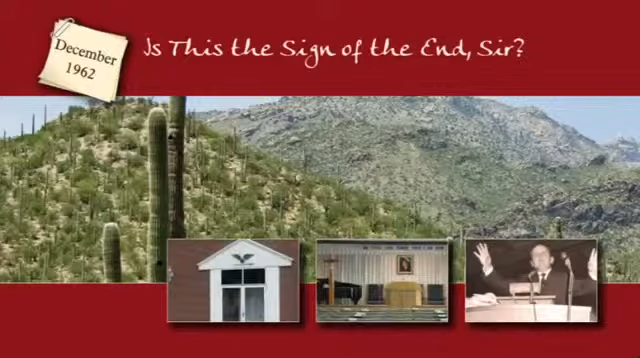 December
1962
Is This the Sign of the End, Sir?